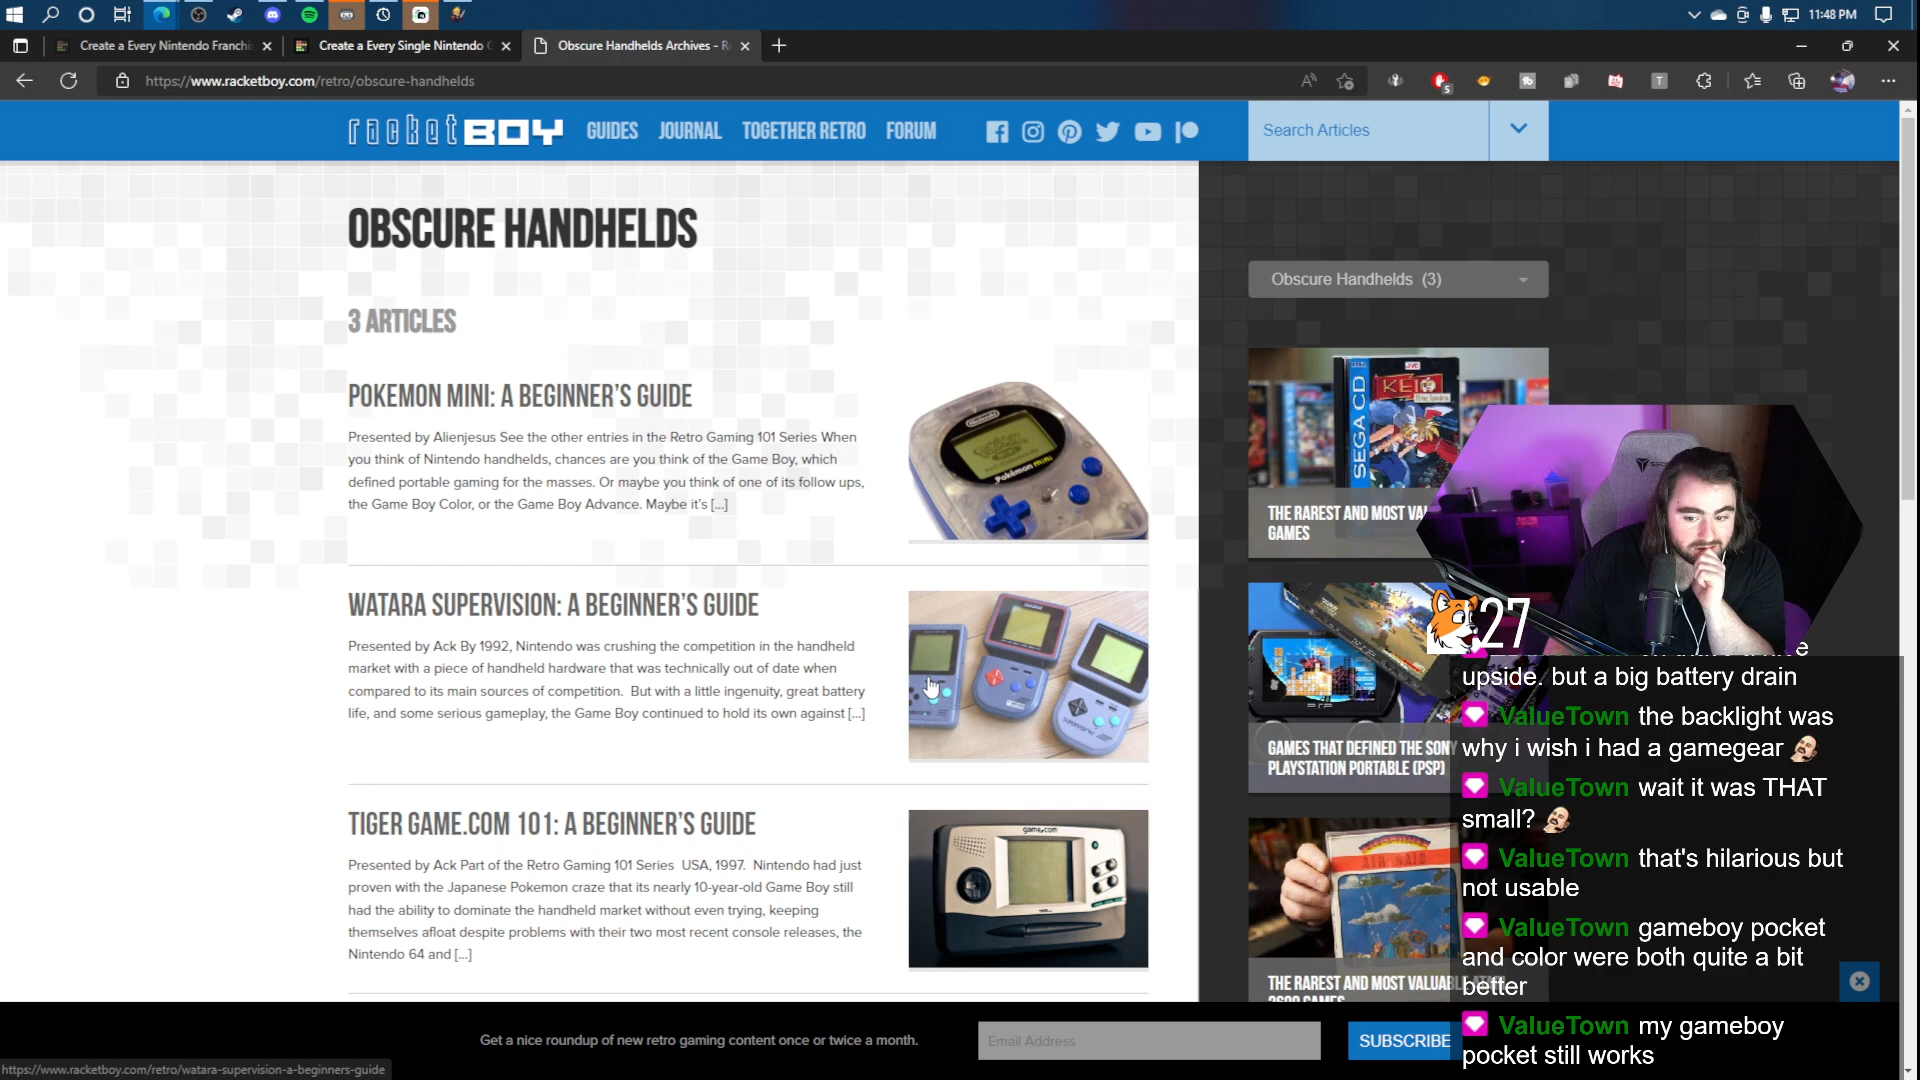 11:48 PM
Create a Every Nintendo Franchi
Create a Every Single Nintendo
Obscure Handhelds Archives - R
https://www.racketboy.com/retro/obscure-handhelds
5
racketBOY
GUIDES
JOURNAL
TOGETHER RETRO
FORUM
Search Articles
OBSCURE HANDHELDS
3 ARTICLES
POKEMON MINI: A BEGINNER'S GUIDE
Presented by Alienjesus See the other entries in the Retro Gaming 101 Series When
you think of Nintendo handhelds, chances are you think of the Game Boy, which
defined portable gaming for the masses. Or maybe you think of one of its follow ups,
the Game Boy Color, or the Game Boy Advance. Maybe it's [...]
Nintendo
Pokémon mini
WATARA SUPERVISION: A BEGINNER'S GUIDE
Presented by Ack By 1992, Nintendo was crushing the competition in the handheld
market with a piece of handheld hardware that was technically out of date when
compared to its main sources of competition.  But with a little ingenuity, great battery
life, and some serious gameplay, the Game Boy continued to hold its own against [...]
TIGER GAME.COM 101: A BEGINNER'S GUIDE
Presented by Ack Part of the Retro Gaming 101 Series  USA, 1997.  Nintendo had just
proven with the Japanese Pokemon craze that its nearly 10-year-old Game Boy still
had the ability to dominate the handheld market without even trying, keeping
themselves afloat despite problems with their two most recent console releases, the
Nintendo 64 and [...]
game.com
Obscure Handhelds (3)
SEGA CD
KEIO
THE RAREST AND MOST VAL
GAMES
GAMES THAT DEFINED THE SONY
PLAYSTATION PORTABLE (PSP)
AIR RAID
THE RAREST AND MOST VALUABLE
2600 GAMES
27
upside. but a big battery drain
ValueTown the backlight was
why i wish i had a gamegear
ValueTown wait it was THAT
small?
ValueTown that's hilarious but
not usable
ValueTown gameboy pocket
and color were both quite a bit
better
ValueTown my gameboy
pocket still works
Get a nice roundup of new retro gaming content once or twice a month.
Email Address
SUBSCRIBE
https://www.racketboy.com/retro/watara-supervision-a-beginners-guide